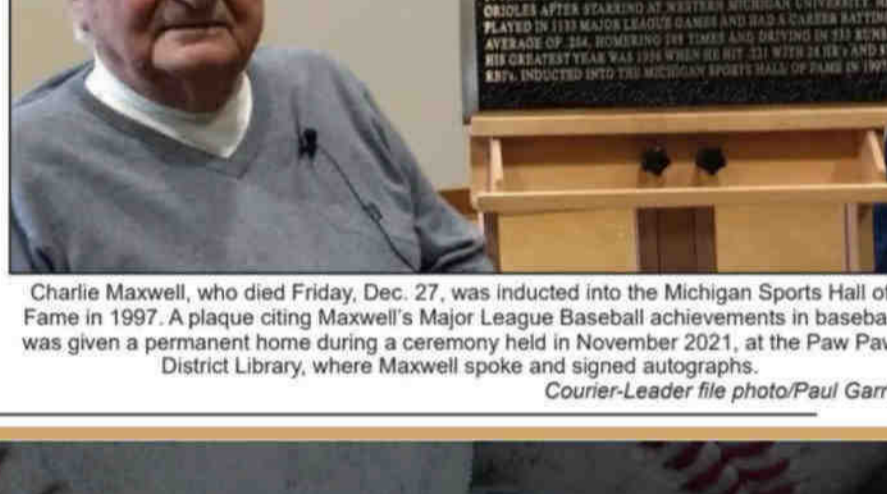 ORIOLES AFTER STARRING AT WESTERN MICHIGAN UNIVERSITY.
PLAYED IN 1133 MAJOR LEAGUE GAMES AND HAD A CAREER BATTIN
AVERAGE OF .264, HOMERING 148 TIMES AND DRIVING IN 532 RUNS
HIS GREATEST YEAR WAS 1956 WHEN HE HIT .321 WITH 28 HR's AND
RBI's. INDUCTED INTO THE MICHIGAN SPORTS HALL OF FAME IN 1997
Charlie Maxwell, who died Friday, Dec. 27, was inducted into the Michigan Sports Hall of
Fame in 1997. A plaque citing Maxwell's Major League Baseball achievements in baseba
was given a permanent home during a ceremony held in November 2021, at the Paw Paw
District Library, where Maxwell spoke and signed autographs.
Courier-Leader file photo/Paul Garr